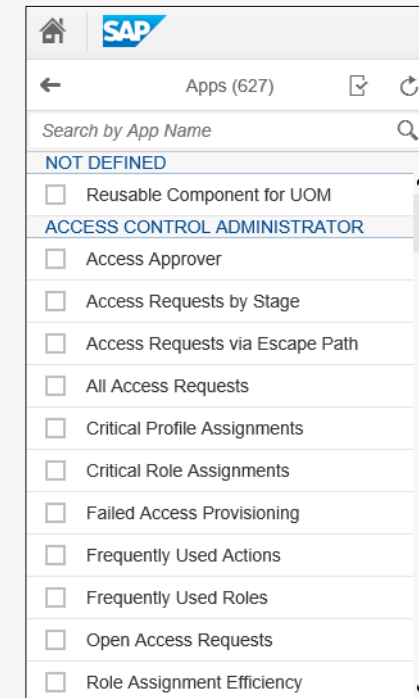 SAP
Apps (627)
Search by App Name
NOT DEFINED
Reusable Component for UOM
ACCESS CONTROL ADMINISTRATOR
Access Approver
Access Requests by Stage
Access Requests via Escape Path
All Access Requests
Critical Profile Assignments
Critical Role Assignments
Failed Access Provisioning
Frequently Used Actions
Frequently Used Roles
Open Access Requests
Role Assignment Efficiency